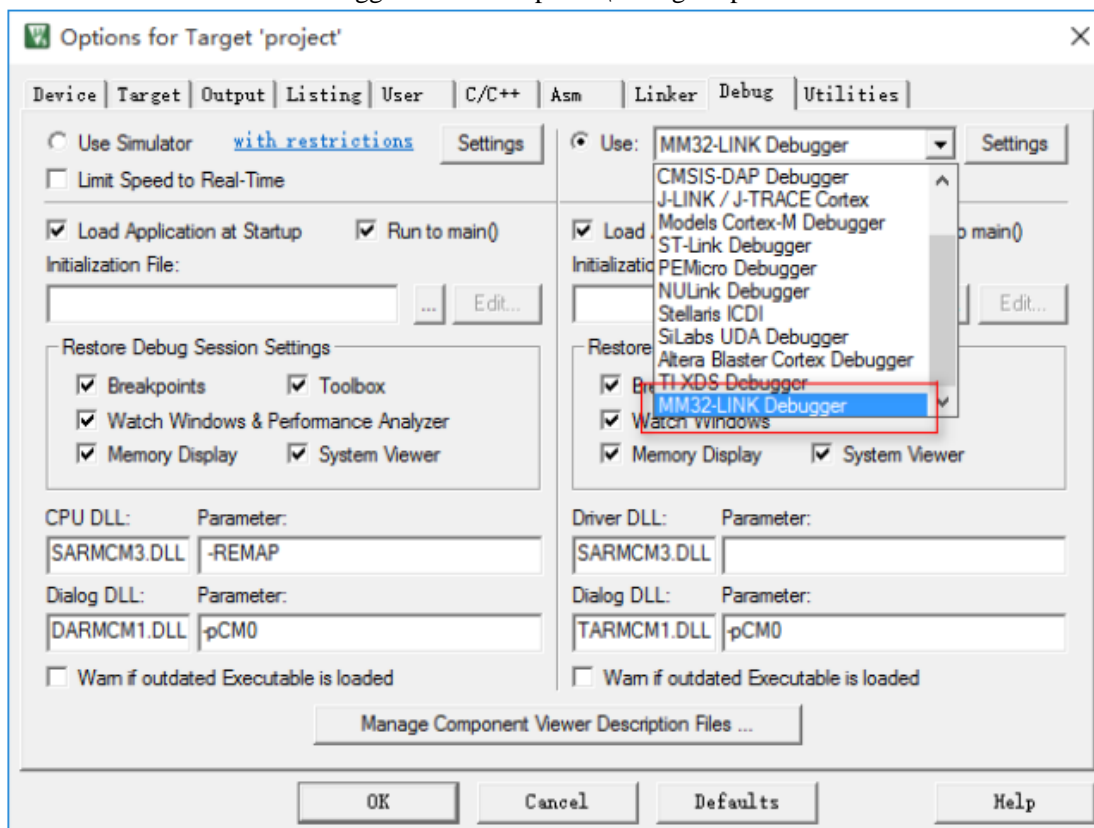 Options for Target 'project'
Device Target Output Listing User C/C++ Asm Linker Debug Utilities
Use Simulator with restrictions Settings
Use: MM32-LINK Debugger Settings
Limit Speed to Real-Time
CMSIS-DAP Debugger
J-LINK / J-TRACE Cortex
Models Cortex-M Debugger
ST-Link Debugger
PEMicro Debugger
NULink Debugger
Stellaris ICDI
SiLabs UDA Debugger
Altera Blaster Cortex Debugger
TI XDS Debugger
MM32-LINK Debugger
Load Application at Startup Run to main()
Load main()
Initialization File:
... Edit...
Edit...
Restore Debug Session Settings
Restore
Breakpoints Toolbox
Watch Windows & Performance Analyzer
Watch Windows
Memory Display System Viewer
Memory Display System Viewer
CPU DLL: Parameter:
SARMCM3.DLL -REMAP
Dialog DLL: Parameter:
DARMCM1.DLL -pCM0
Warn if outdated Executable is loaded
Driver DLL: Parameter:
SARMCM3.DLL
Dialog DLL: Parameter:
TARMCM1.DLL -pCM0
Warn if outdated Executable is loaded
Manage Component Viewer Description Files ...
OK Cancel Defaults Help